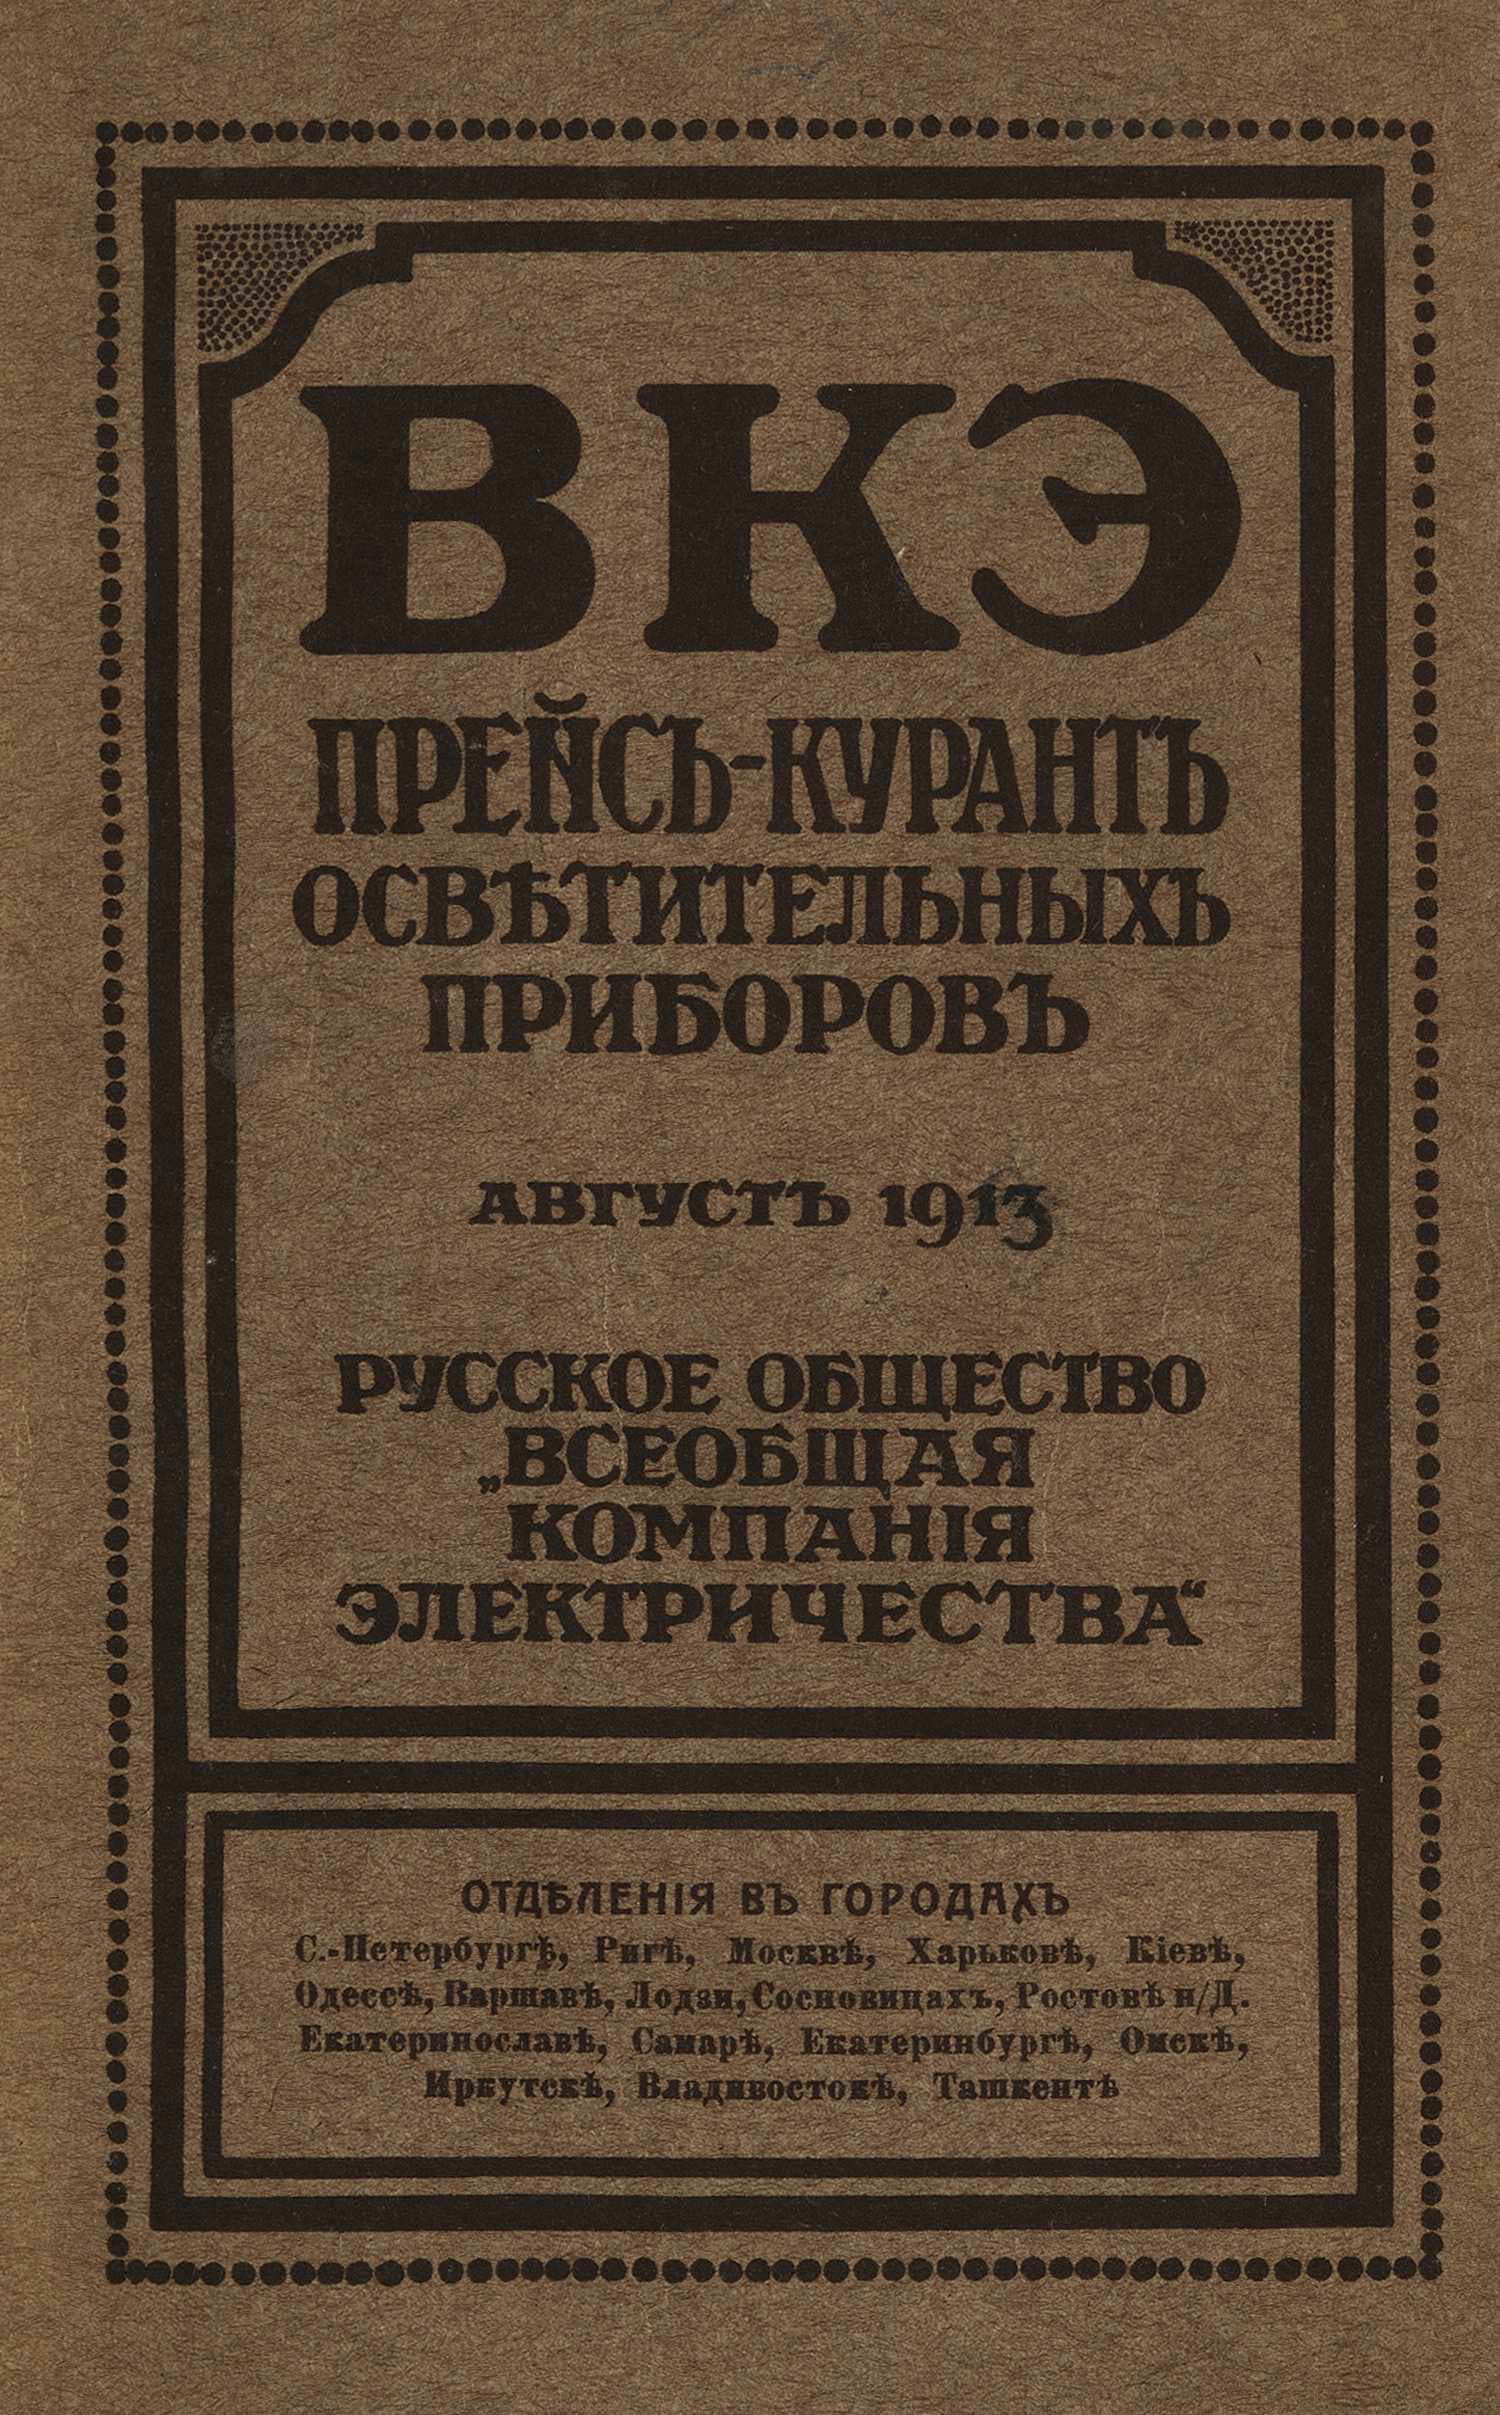 ВКЭ
ПРЕЙСЪ-КУРАНТЪ
ОСВѢТИТЕЛЬНЫХЪ
ПРИБОРОВЪ
АВГУСТЪ 1913
РУССКОЕ ОБЩЕСТВО
„ВСЕОБЩАЯ
КОМПАНІЯ
ЭЛЕКТРИЧЕСТВА“
ОТДѢЛЕНІЯ ВЪ ГОРОДАХЪ
С.-Петербургѣ, Ригѣ, Москвѣ, Харьковѣ, Кіевѣ,
Одессѣ, Варшавѣ, Лодзи, Сосновицахъ, Ростовѣ н/Д.
Екатеринославѣ, Самарѣ, Екатеринбургѣ, Омскѣ,
Иркутскѣ, Владивостокѣ, Ташкентѣ